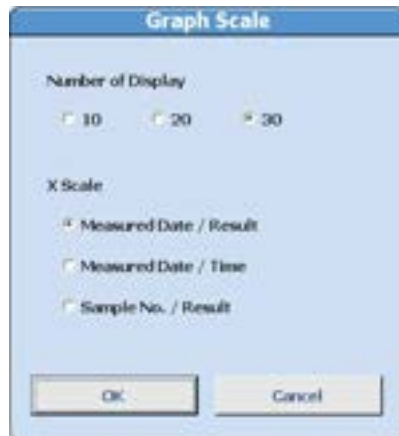 Graph Scale
Number of Display
10 20 30
X Scale
Measured Date / Result
Measured Date / Time
Sample No. / Result
OK Cancel